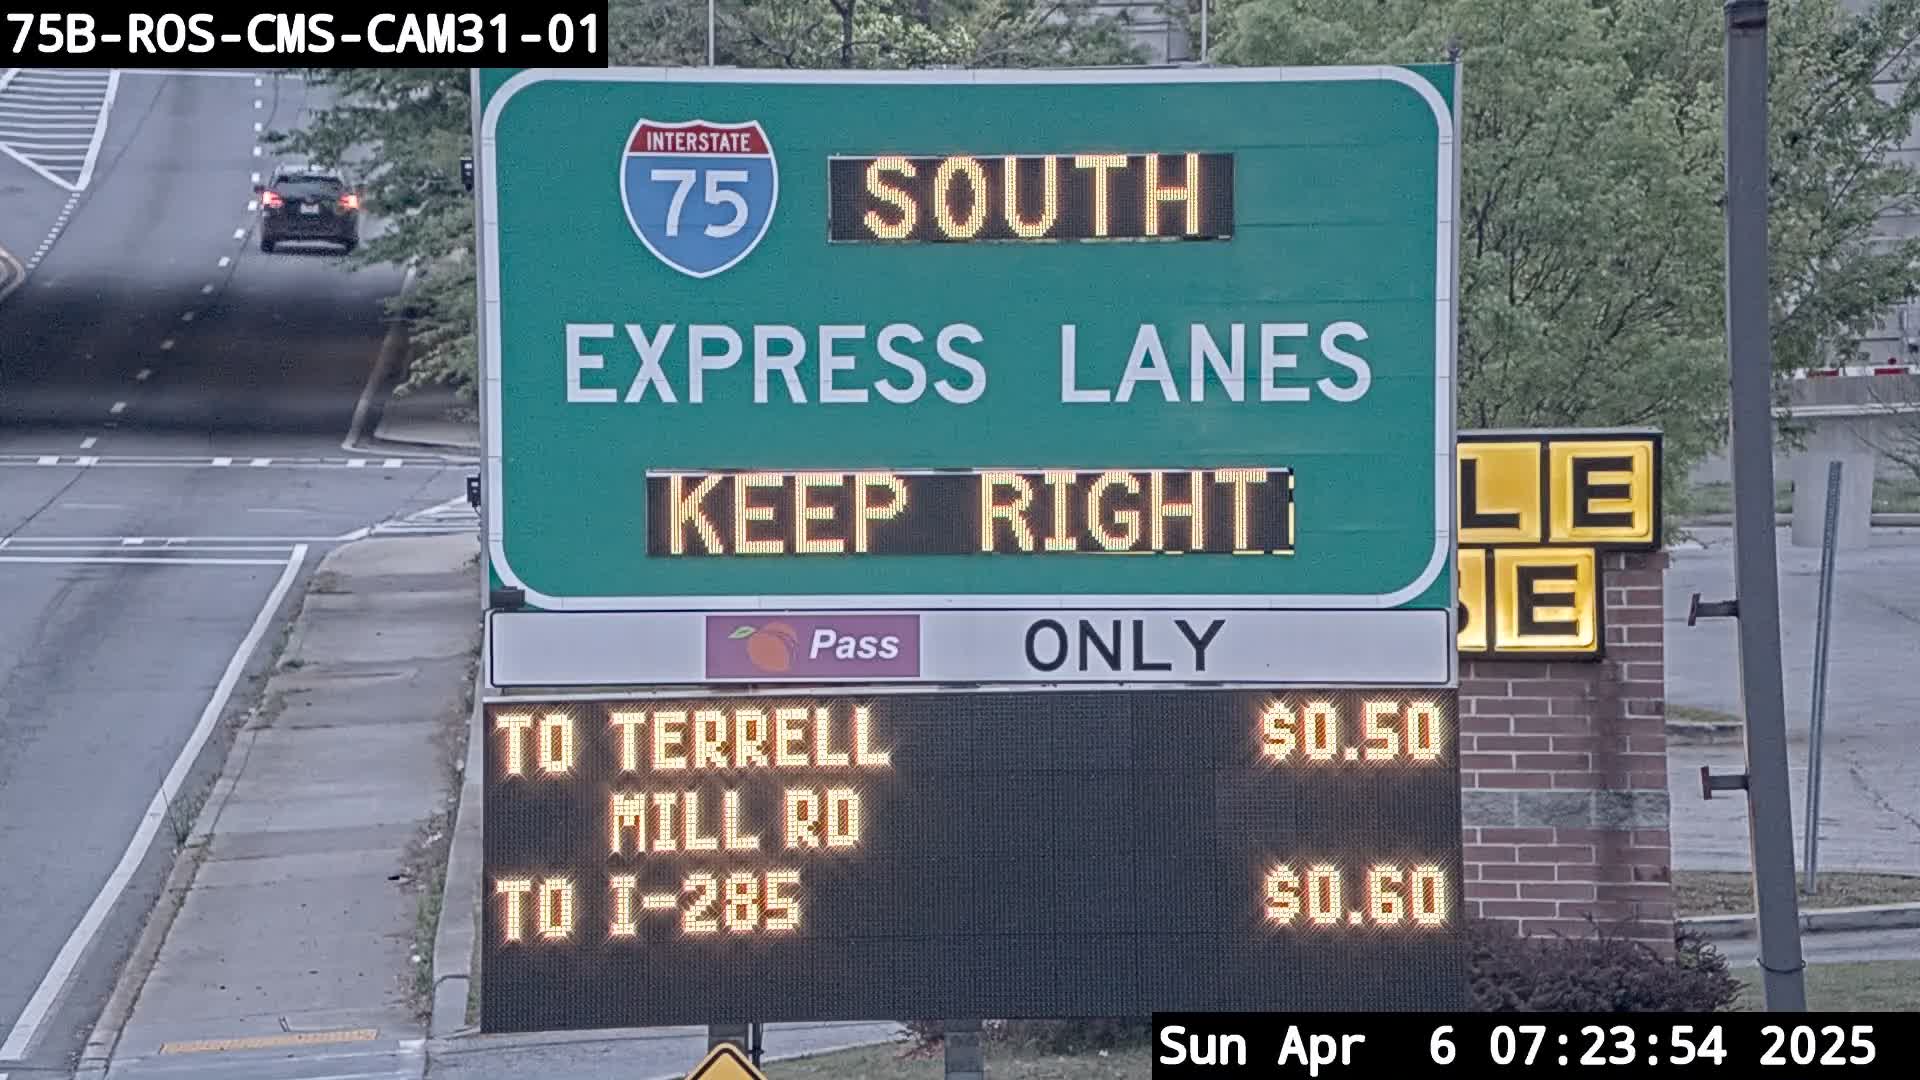 75B-ROS-CMS-CAM31-01
INTERSTATE
75
SOUTH
EXPRESS LANES
KEEP RIGHT
Pass ONLY
LE
E
TO TERRELL $0.50
MILL RD
TO I-285 $0.60
Sun Apr 6 07:23:54 2025